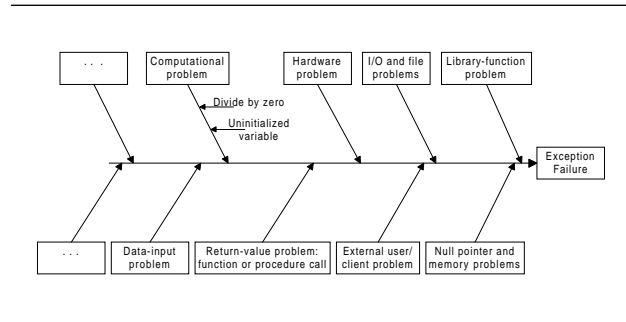 . . .
Computational
problem
Hardware
problem
I/O and file
problems
Library-function
problem
Divide by zero
Uninitialized
variable
Exception
Failure
. . .
Data-input
problem
Return-value problem:
function or procedure call
External user/
client problem
Null pointer and
memory problems